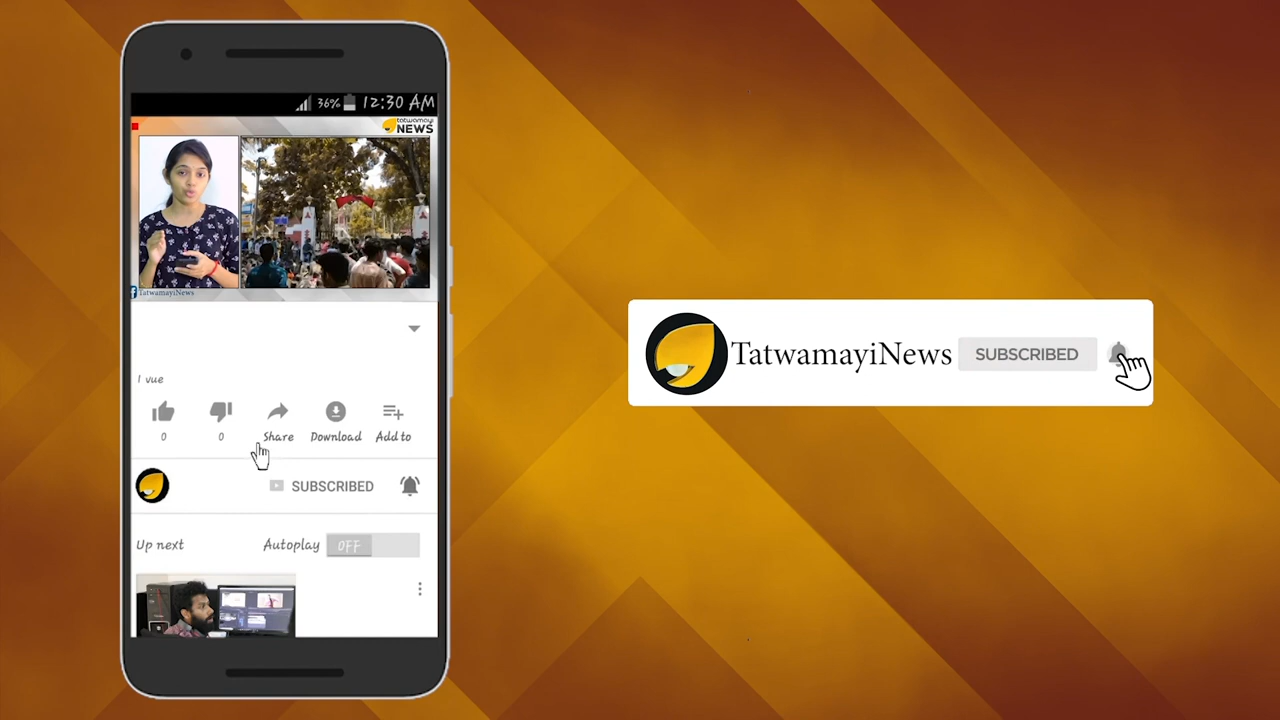 36% 12:30 AM
tatwamayi
NEWS
TatwamayiNews
1 vue
0 0 Share Download Add to
SUBSCRIBED
Up next Autoplay OFF
TatwamayiNews SUBSCRIBED